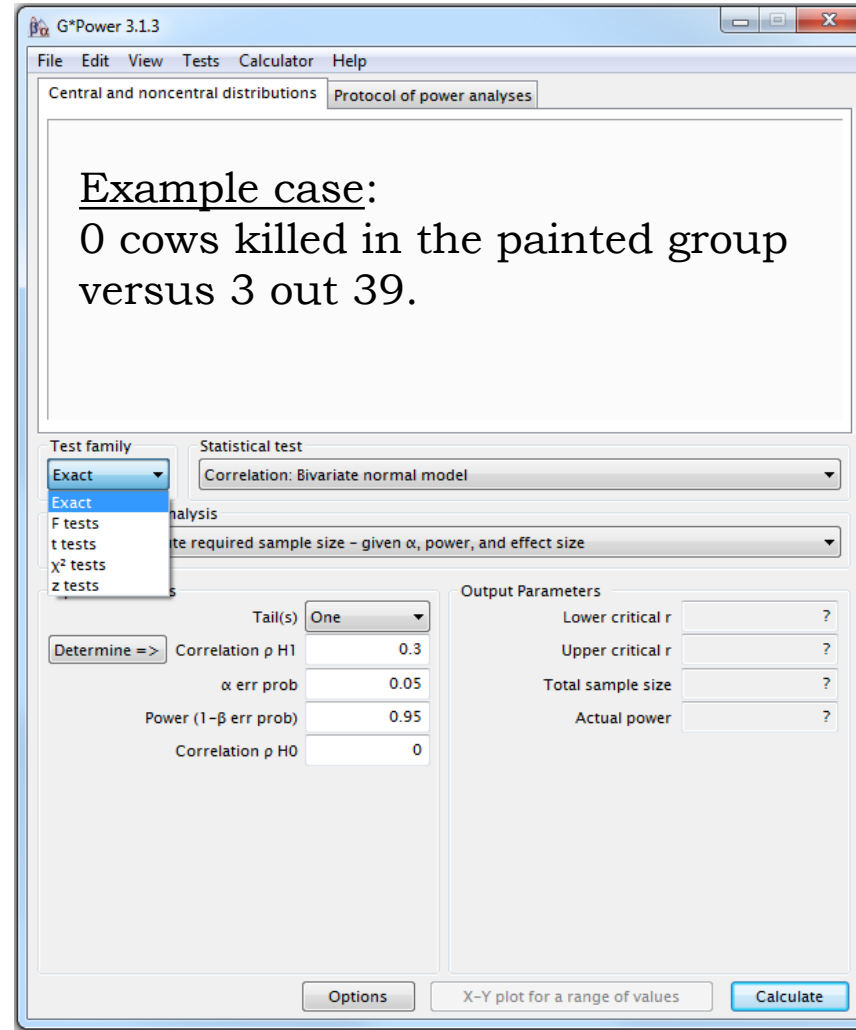 βα G*Power 3.1.3
File Edit View Tests Calculator Help
Central and noncentral distributions Protocol of power analyses
Example case:
0 cows killed in the painted group
versus 3 out 39.
Test family Statistical test
Exact Correlation: Bivariate normal model
Exact
F tests
t tests
χ² tests
z tests
nalysis
te required sample size – given α, power, and effect size
s Output Parameters
Tail(s) One Lower critical r ?
Determine => Correlation ρ H1 0.3 Upper critical r ?
α err prob 0.05 Total sample size ?
Power (1–β err prob) 0.95 Actual power ?
Correlation ρ H0 0
Options X–Y plot for a range of values Calculate